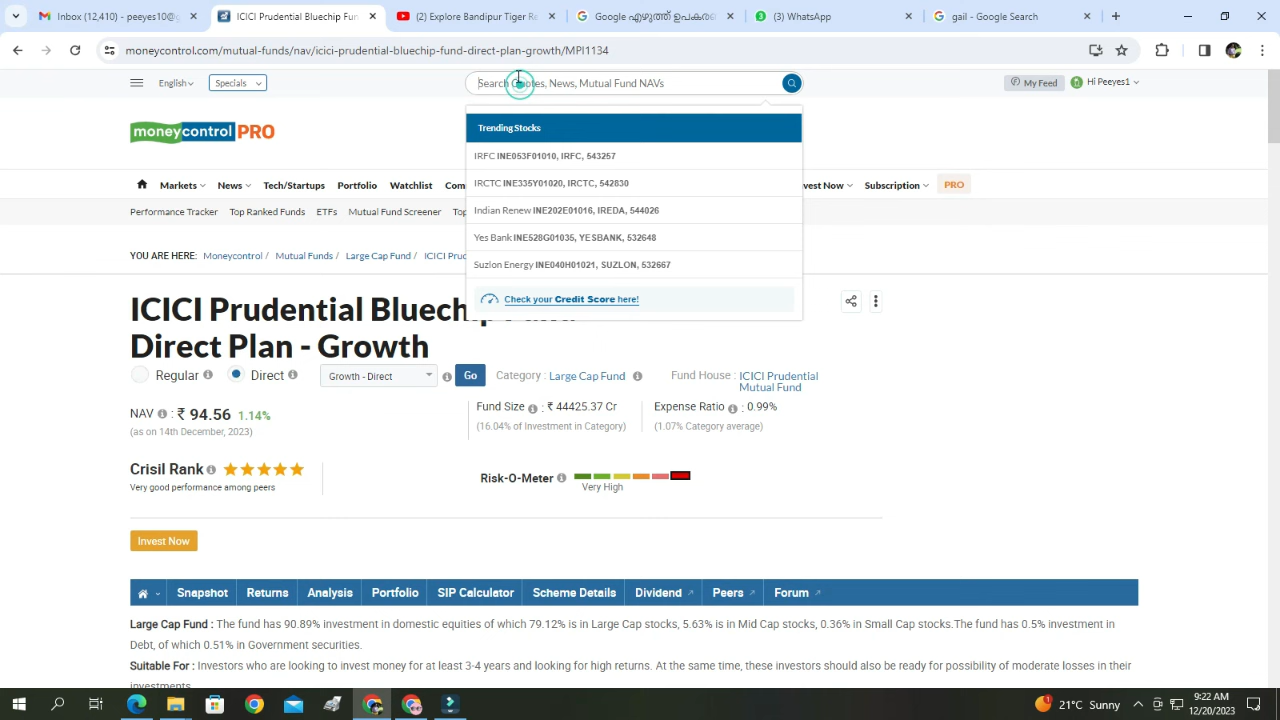 Inbox (12,410) - peeyes10@g
ICICI Prudential Bluechip Fun
(2) Explore Bandipur Tiger Re
Google എഴുത്ത് ഉപകര
(3) WhatsApp
gail - Google Search
moneycontrol.com/mutual-funds/nav/icici-prudential-bluechip-fund-direct-plan-growth/MPI1134
English
Specials
Search Quotes, News, Mutual Fund NAVs
My Feed
Hi Peeyes1
moneycontrol PRO
Trending Stocks
IRFC INE053F01010, IRFC, 543257
IRCTC INE335Y01020, IRCTC, 542830
Indian Renew INE202E01016, IREDA, 544026
Yes Bank INE528G01035, YESBANK, 532648
Suzlon Energy INE040H01021, SUZLON, 532667
Check your Credit Score here!
Markets News Tech/Startups Portfolio Watchlist Com vest Now Subscription PRO
Performance Tracker Top Ranked Funds ETFs Mutual Fund Screener Top
YOU ARE HERE: Moneycontrol / Mutual Funds / Large Cap Fund / ICICI Pru
ICICI Prudential Bluechip Fund
Direct Plan - Growth
Regular Direct Growth - Direct Go Category : Large Cap Fund Fund House : ICICI Prudential
Mutual Fund
NAV : ₹ 94.56 1.14% Fund Size : ₹ 44425.37 Cr Expense Ratio : 0.99%
(as on 14th December, 2023) (16.04% of Investment in Category) (1.07% Category average)
Crisil Rank
Very good performance among peers
Risk-O-Meter
Very High
Invest Now
Snapshot Returns Analysis Portfolio SIP Calculator Scheme Details Dividend Peers Forum
Large Cap Fund : The fund has 90.89% investment in domestic equities of which 79.12% is in Large Cap stocks, 5.63% is in Mid Cap stocks, 0.36% in Small Cap stocks.The fund has 0.5% investment in
Debt, of which 0.51% in Government securities.
Suitable For : Investors who are looking to invest money for at least 3-4 years and looking for high returns. At the same time, these investors should also be ready for possibility of moderate losses in their
investments.
21°C Sunny
9:22 AM
12/20/2023